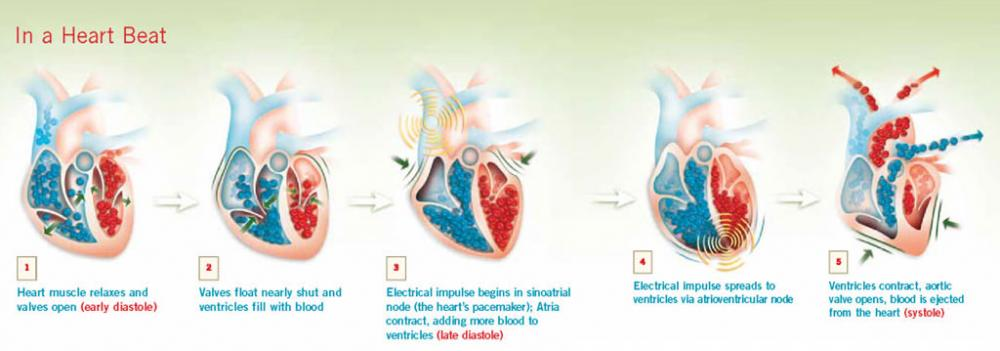 In a Heart Beat
1
Heart muscle relaxes and
valves open (early diastole)
2
Valves float nearly shut and
ventricles fill with blood
3
Electrical impulse begins in sinoatrial
node (the heart's pacemaker); Atria
contract, adding more blood to
ventricles (late diastole)
4
Electrical impulse spreads to
ventricles via atrioventricular node
5
Ventricles contract, aortic
valve opens, blood is ejected
from the heart (systole)